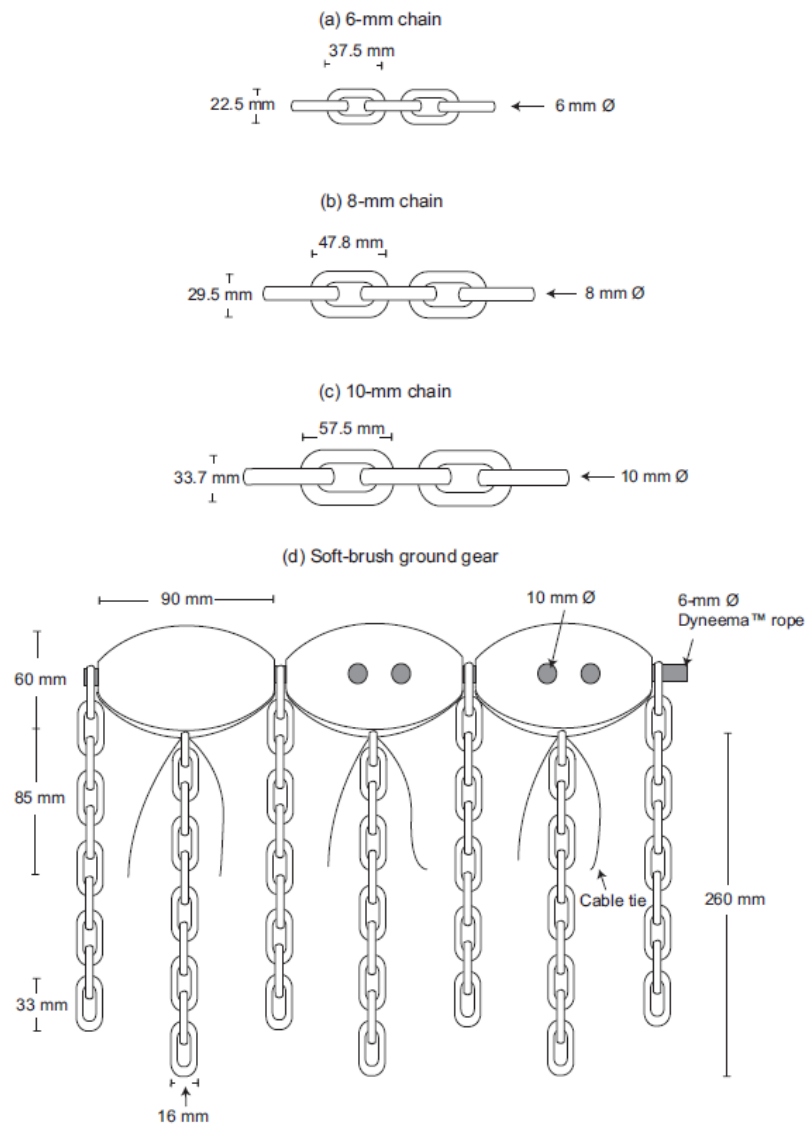 (a) 6-mm chain
37.5 mm
22.5 mm
6 mm Ø
(b) 8-mm chain
47.8 mm
29.5 mm
8 mm Ø
(c) 10-mm chain
57.5 mm
33.7 mm
10 mm Ø
(d) Soft-brush ground gear
90 mm
10 mm Ø
6-mm Ø
Dyneema™ rope
60 mm
85 mm
Cable tie
260 mm
33 mm
16 mm